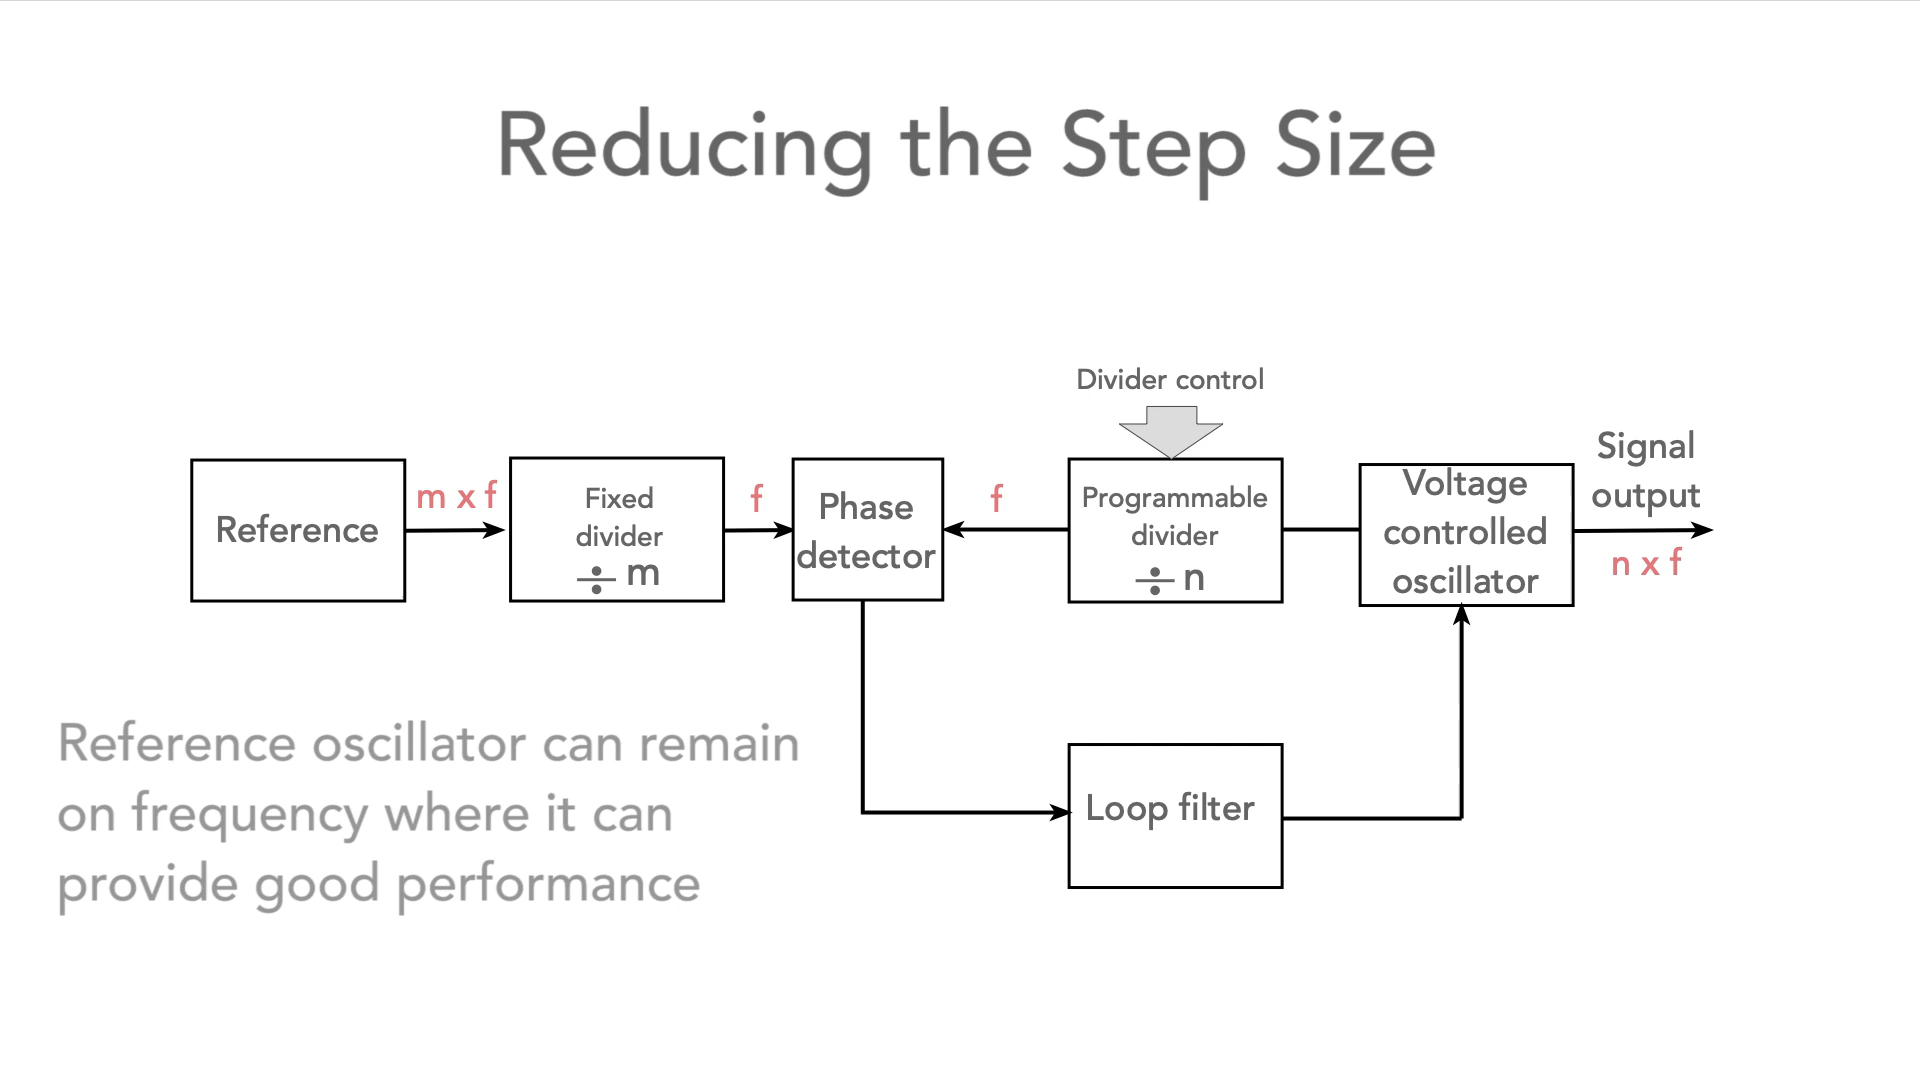 Reducing the Step Size
Divider control
Reference
m x f
Fixed
divider
÷ m
f
Phase
detector
f
Programmable
divider
÷ n
Voltage
controlled
oscillator
Signal
output
n x f
Loop filter
Reference oscillator can remain
on frequency where it can
provide good performance